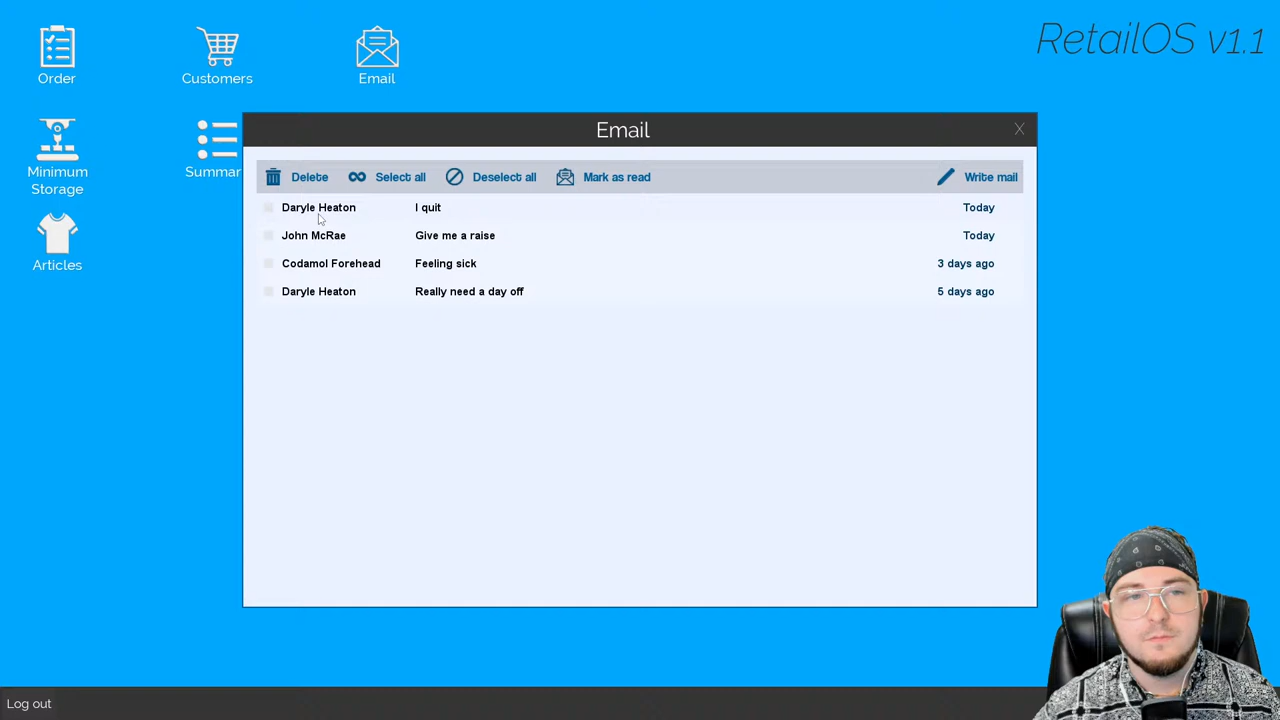 Order
Customers
Email
RetailOS v1.1
Minimum
Storage
Summar
Articles
Email
X
Delete
Select all
Deselect all
Mark as read
Write mail
Daryle Heaton I quit Today
John McRae Give me a raise Today
Codamol Forehead Feeling sick 3 days ago
Daryle Heaton Really need a day off 5 days ago
Log out